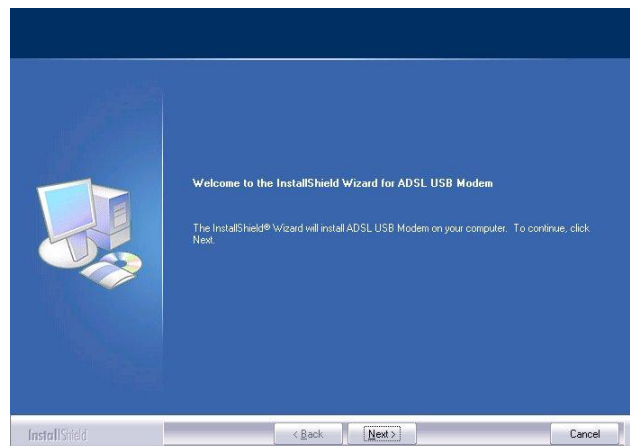 Welcome to the InstallShield Wizard for ADSL USB Modem
The InstallShield® Wizard will install ADSL USB Modem on your computer. To continue, click
Next.
InstallShield
< Back
Next >
Cancel